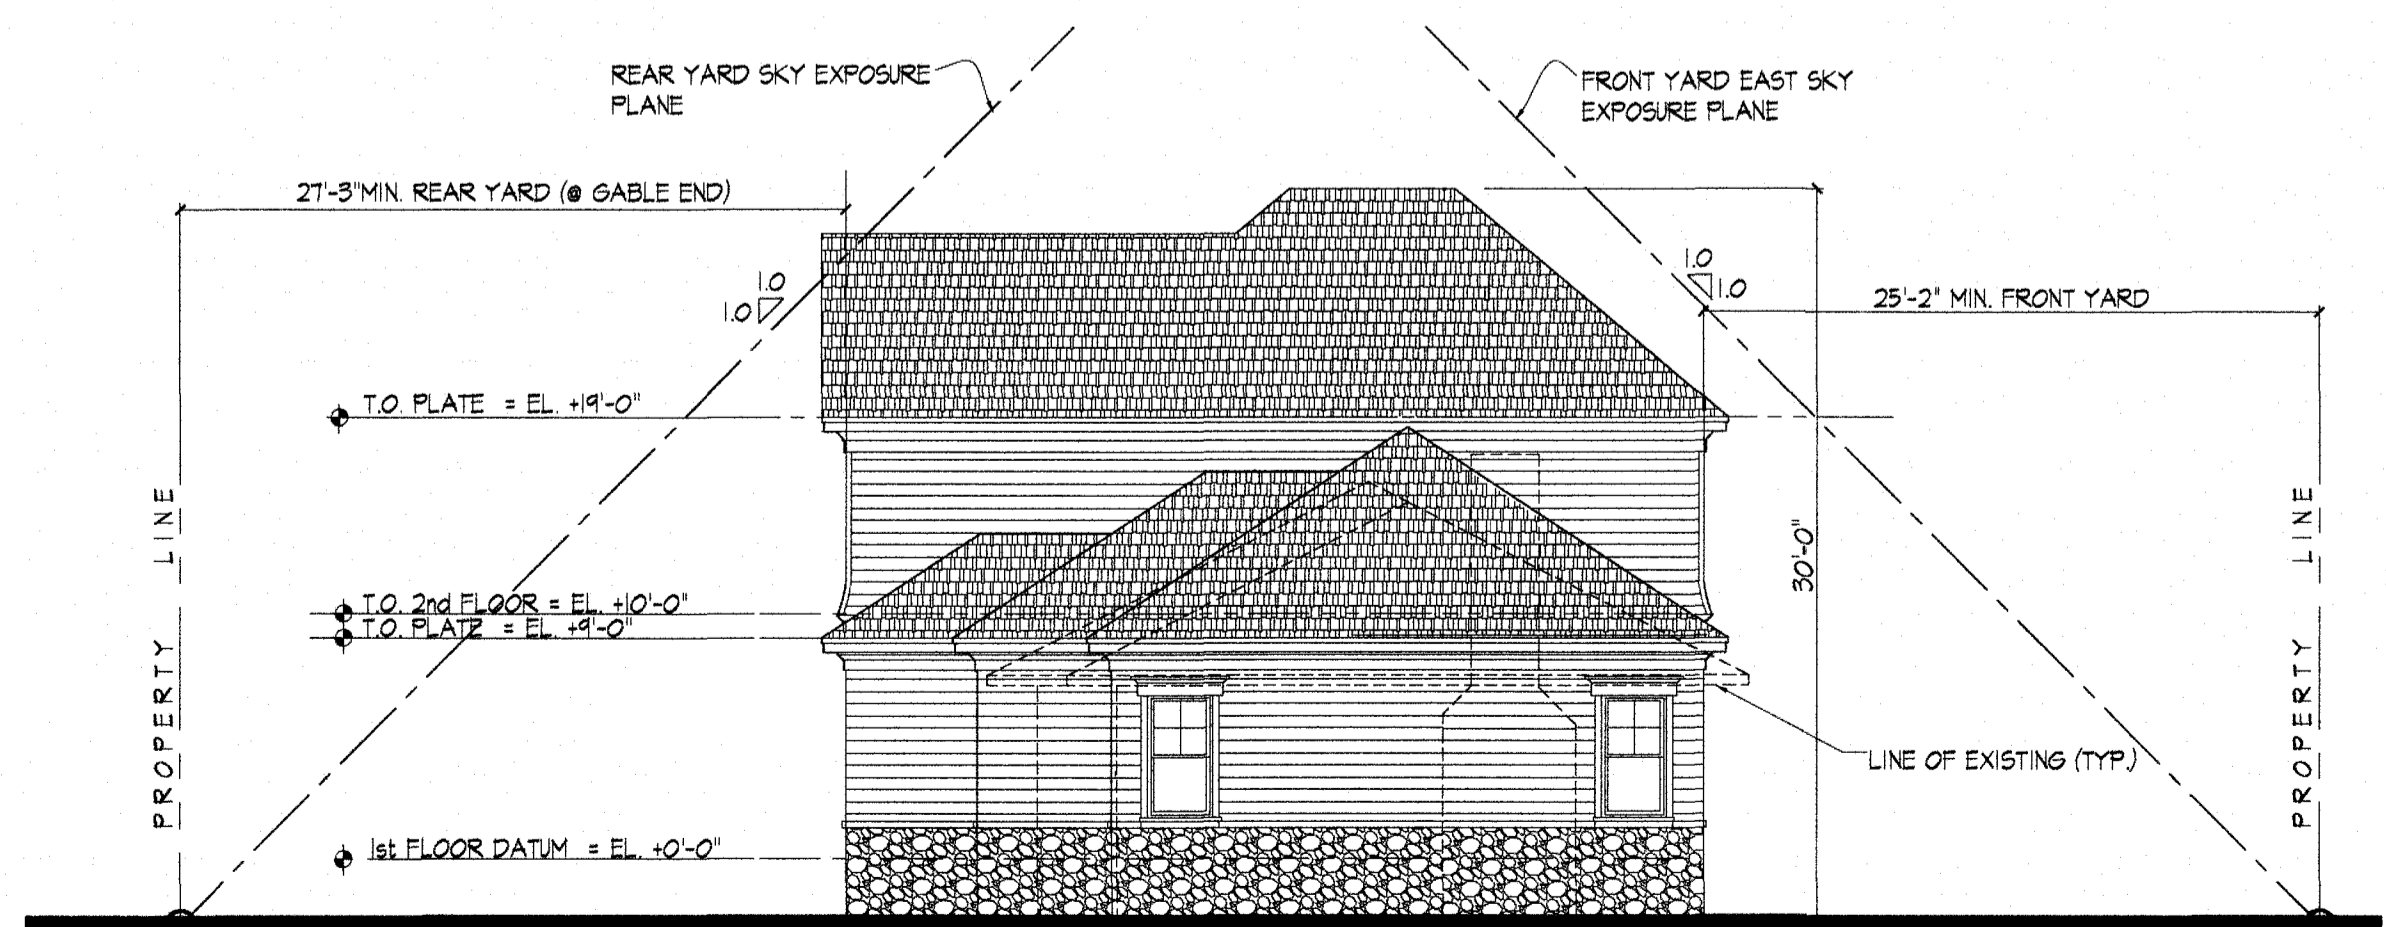 REAR YARD SKY EXPOSURE
PLANE
FRONT YARD EAST SKY
EXPOSURE PLANE
27'-3"MIN. REAR YARD (@ GABLE END)
1.0
1.0
1.0
1.0
25'-2" MIN. FRONT YARD
T.O. PLATE = EL. +19'-0"
PROPERTY LINE
PROPERTY LINE
30'-0"
T.O. 2nd FLOOR = EL. +10'-0"
T.O. PLATE = EL. +9'-0"
LINE OF EXISTING (TYP.)
1st FLOOR DATUM = EL. +0'-0"